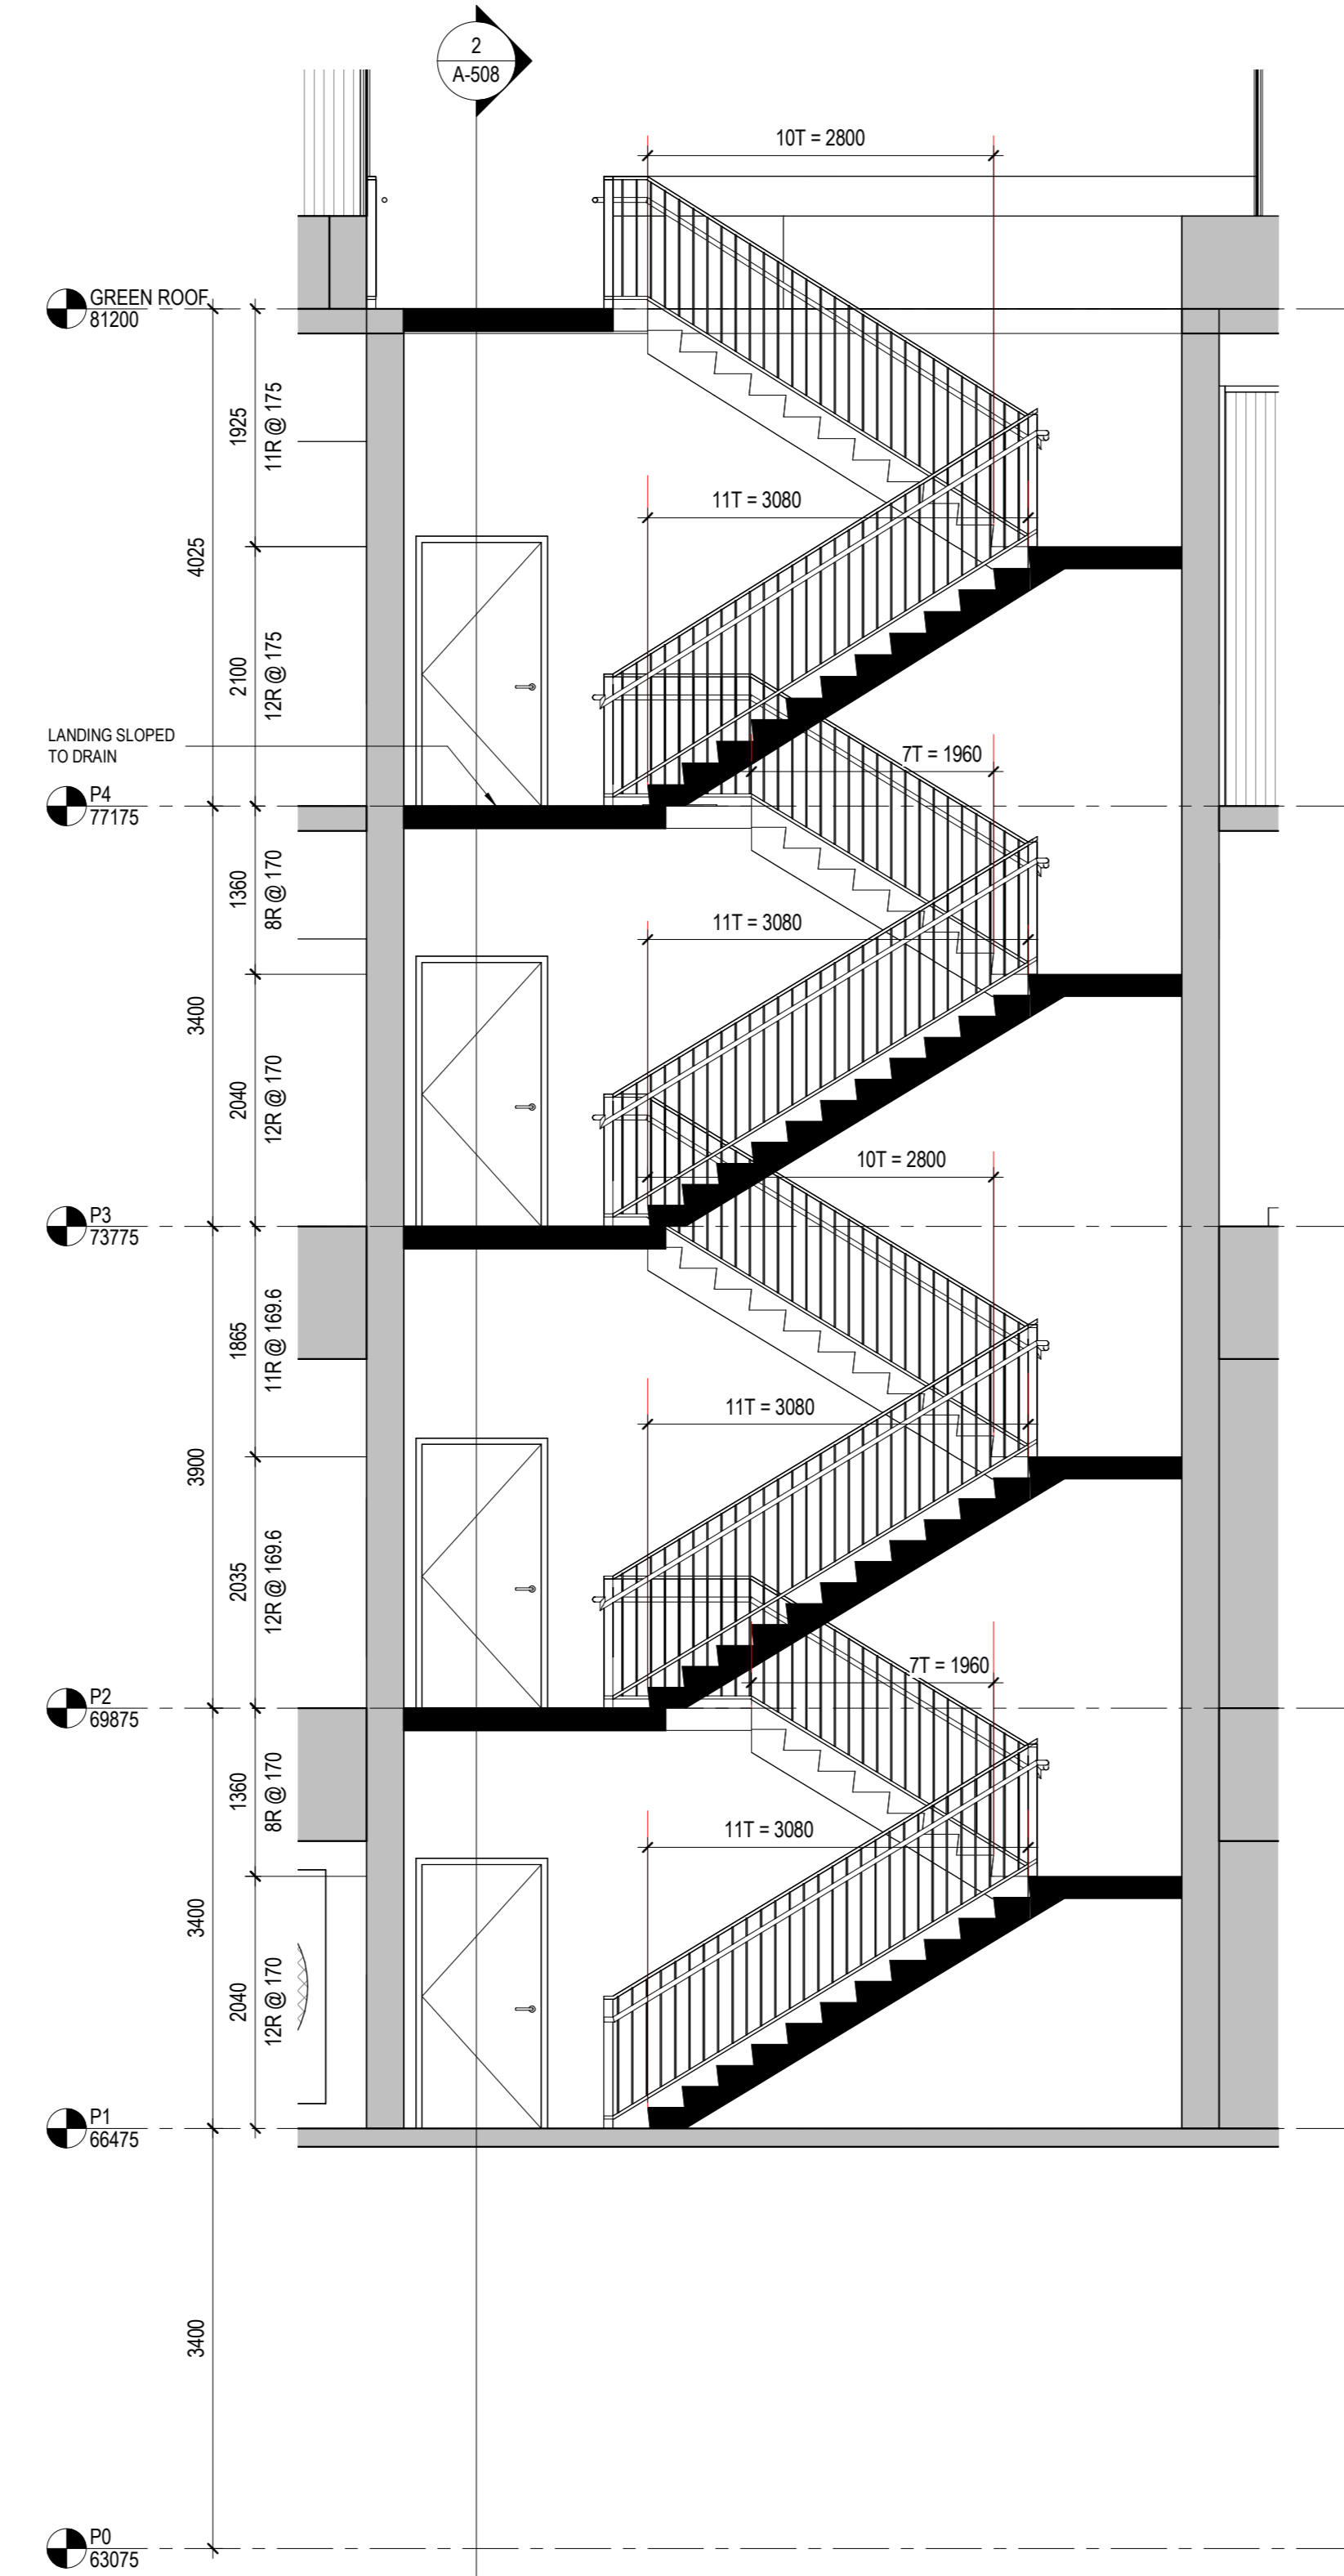 2
A-508
10T = 2800
GREEN ROOF
81200
1925
11R @ 175
11T = 3080
4025
2100
12R @ 175
LANDING SLOPED
TO DRAIN
7T = 1960
P4
77175
1360
8R @ 170
11T = 3080
3400
2040
12R @ 170
10T = 2800
P3
73775
1865
11R @ 169.6
11T = 3080
3900
2035
12R @ 169.6
7T = 1960
P2
69875
1360
8R @ 170
11T = 3080
3400
2040
12R @ 170
P1
66475
3400
P0
63075